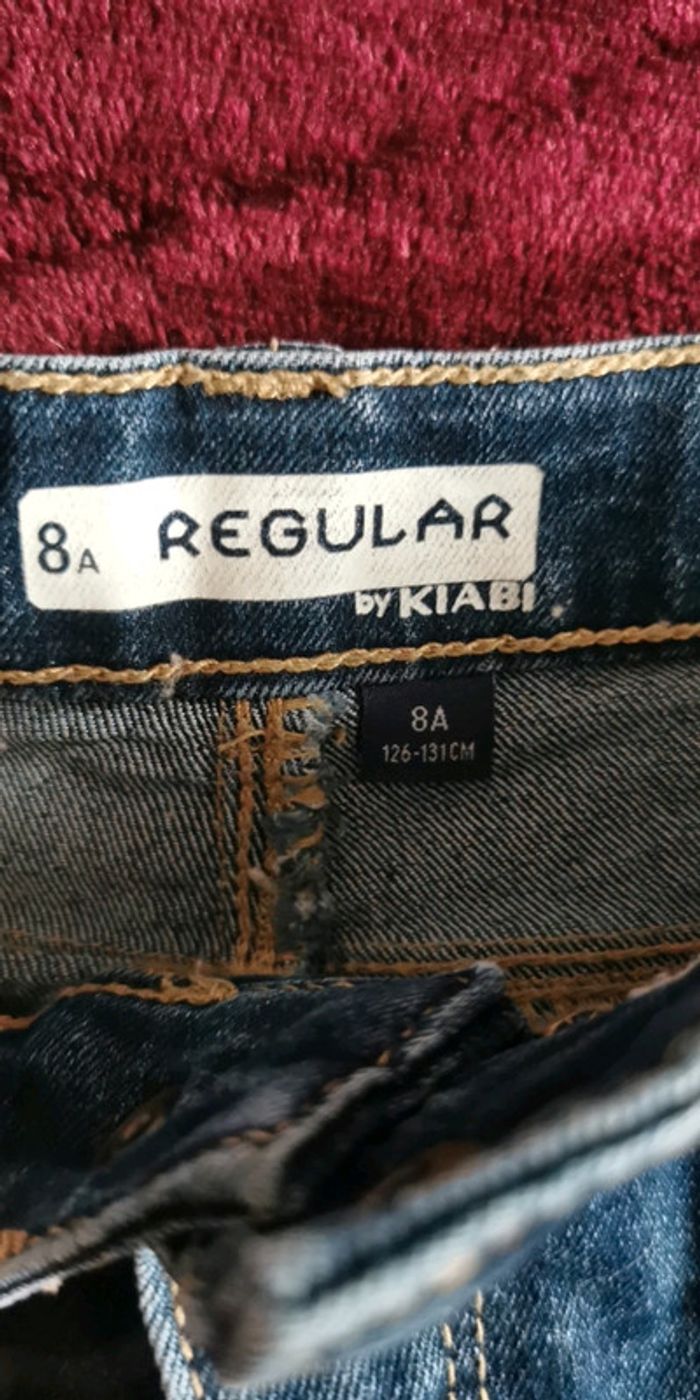 8A REGULAR
by KIABI
8A
126-131CM